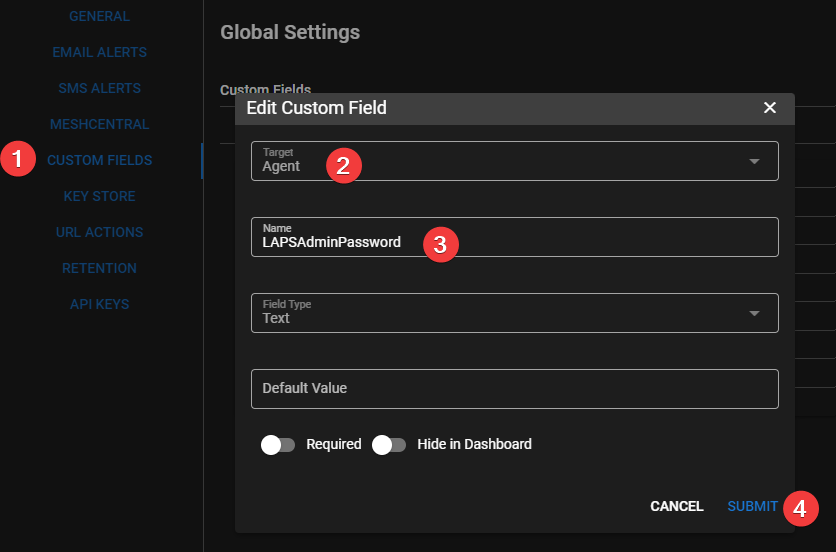 GENERAL
EMAIL ALERTS
SMS ALERTS
MESHCENTRAL
1 CUSTOM FIELDS
KEY STORE
URL ACTIONS
RETENTION
API KEYS
Global Settings
Custom Fields
Edit Custom Field
Target
Agent 2
Name
LAPSAdminPassword 3
Field Type
Text
Default Value
Required Hide in Dashboard
CANCEL SUBMIT 4